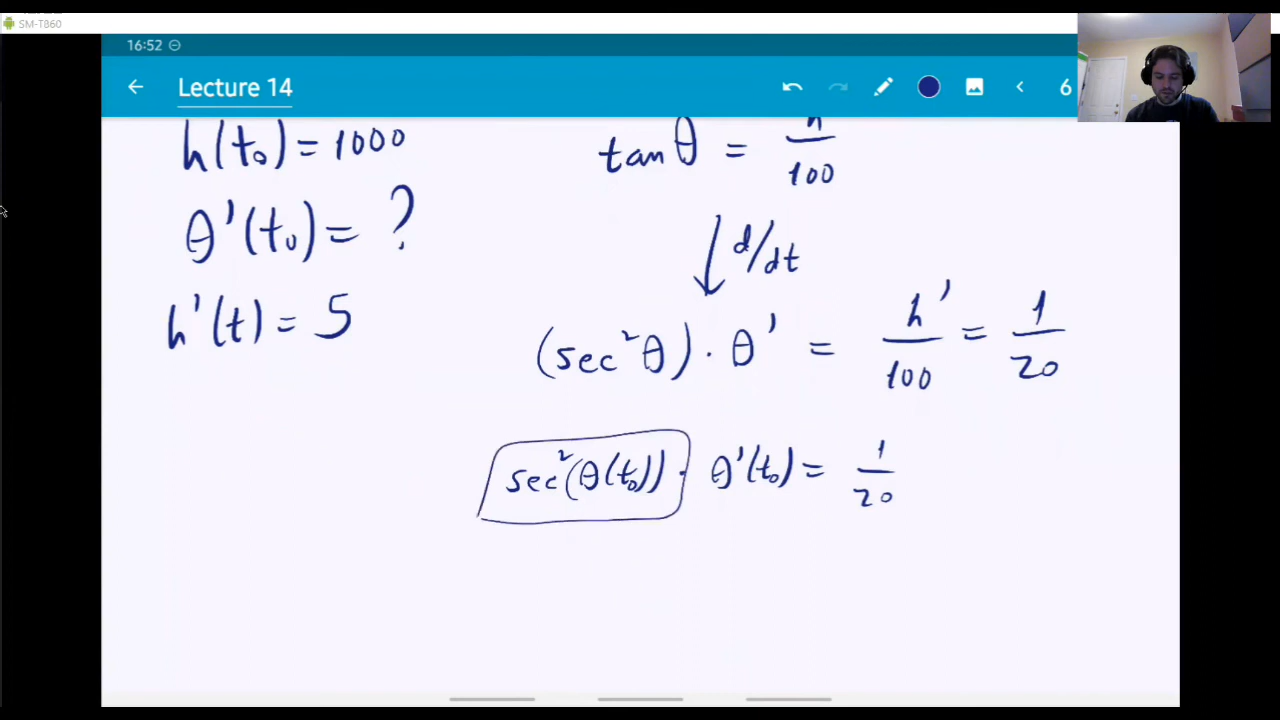 SM-T860
16:52
Lecture 14
6
h(t₀) = 1000
tan θ = h/100
θ'(t₀) = ?
↓ d/dt
h'(t) = 5
(sec²θ) · θ' = h'/100 = 1/20
sec²(θ(t₀)) · θ'(t₀) = 1/20